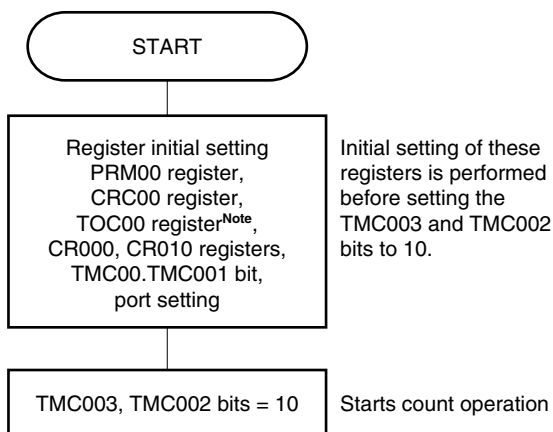 START
Register initial setting
PRM00 register,
CRC00 register,
TOC00 registerNote,
CR000, CR010 registers,
TMC00.TMC001 bit,
port setting
Initial setting of these
registers is performed
before setting the
TMC003 and TMC002
bits to 10.
TMC003, TMC002 bits = 10
Starts count operation